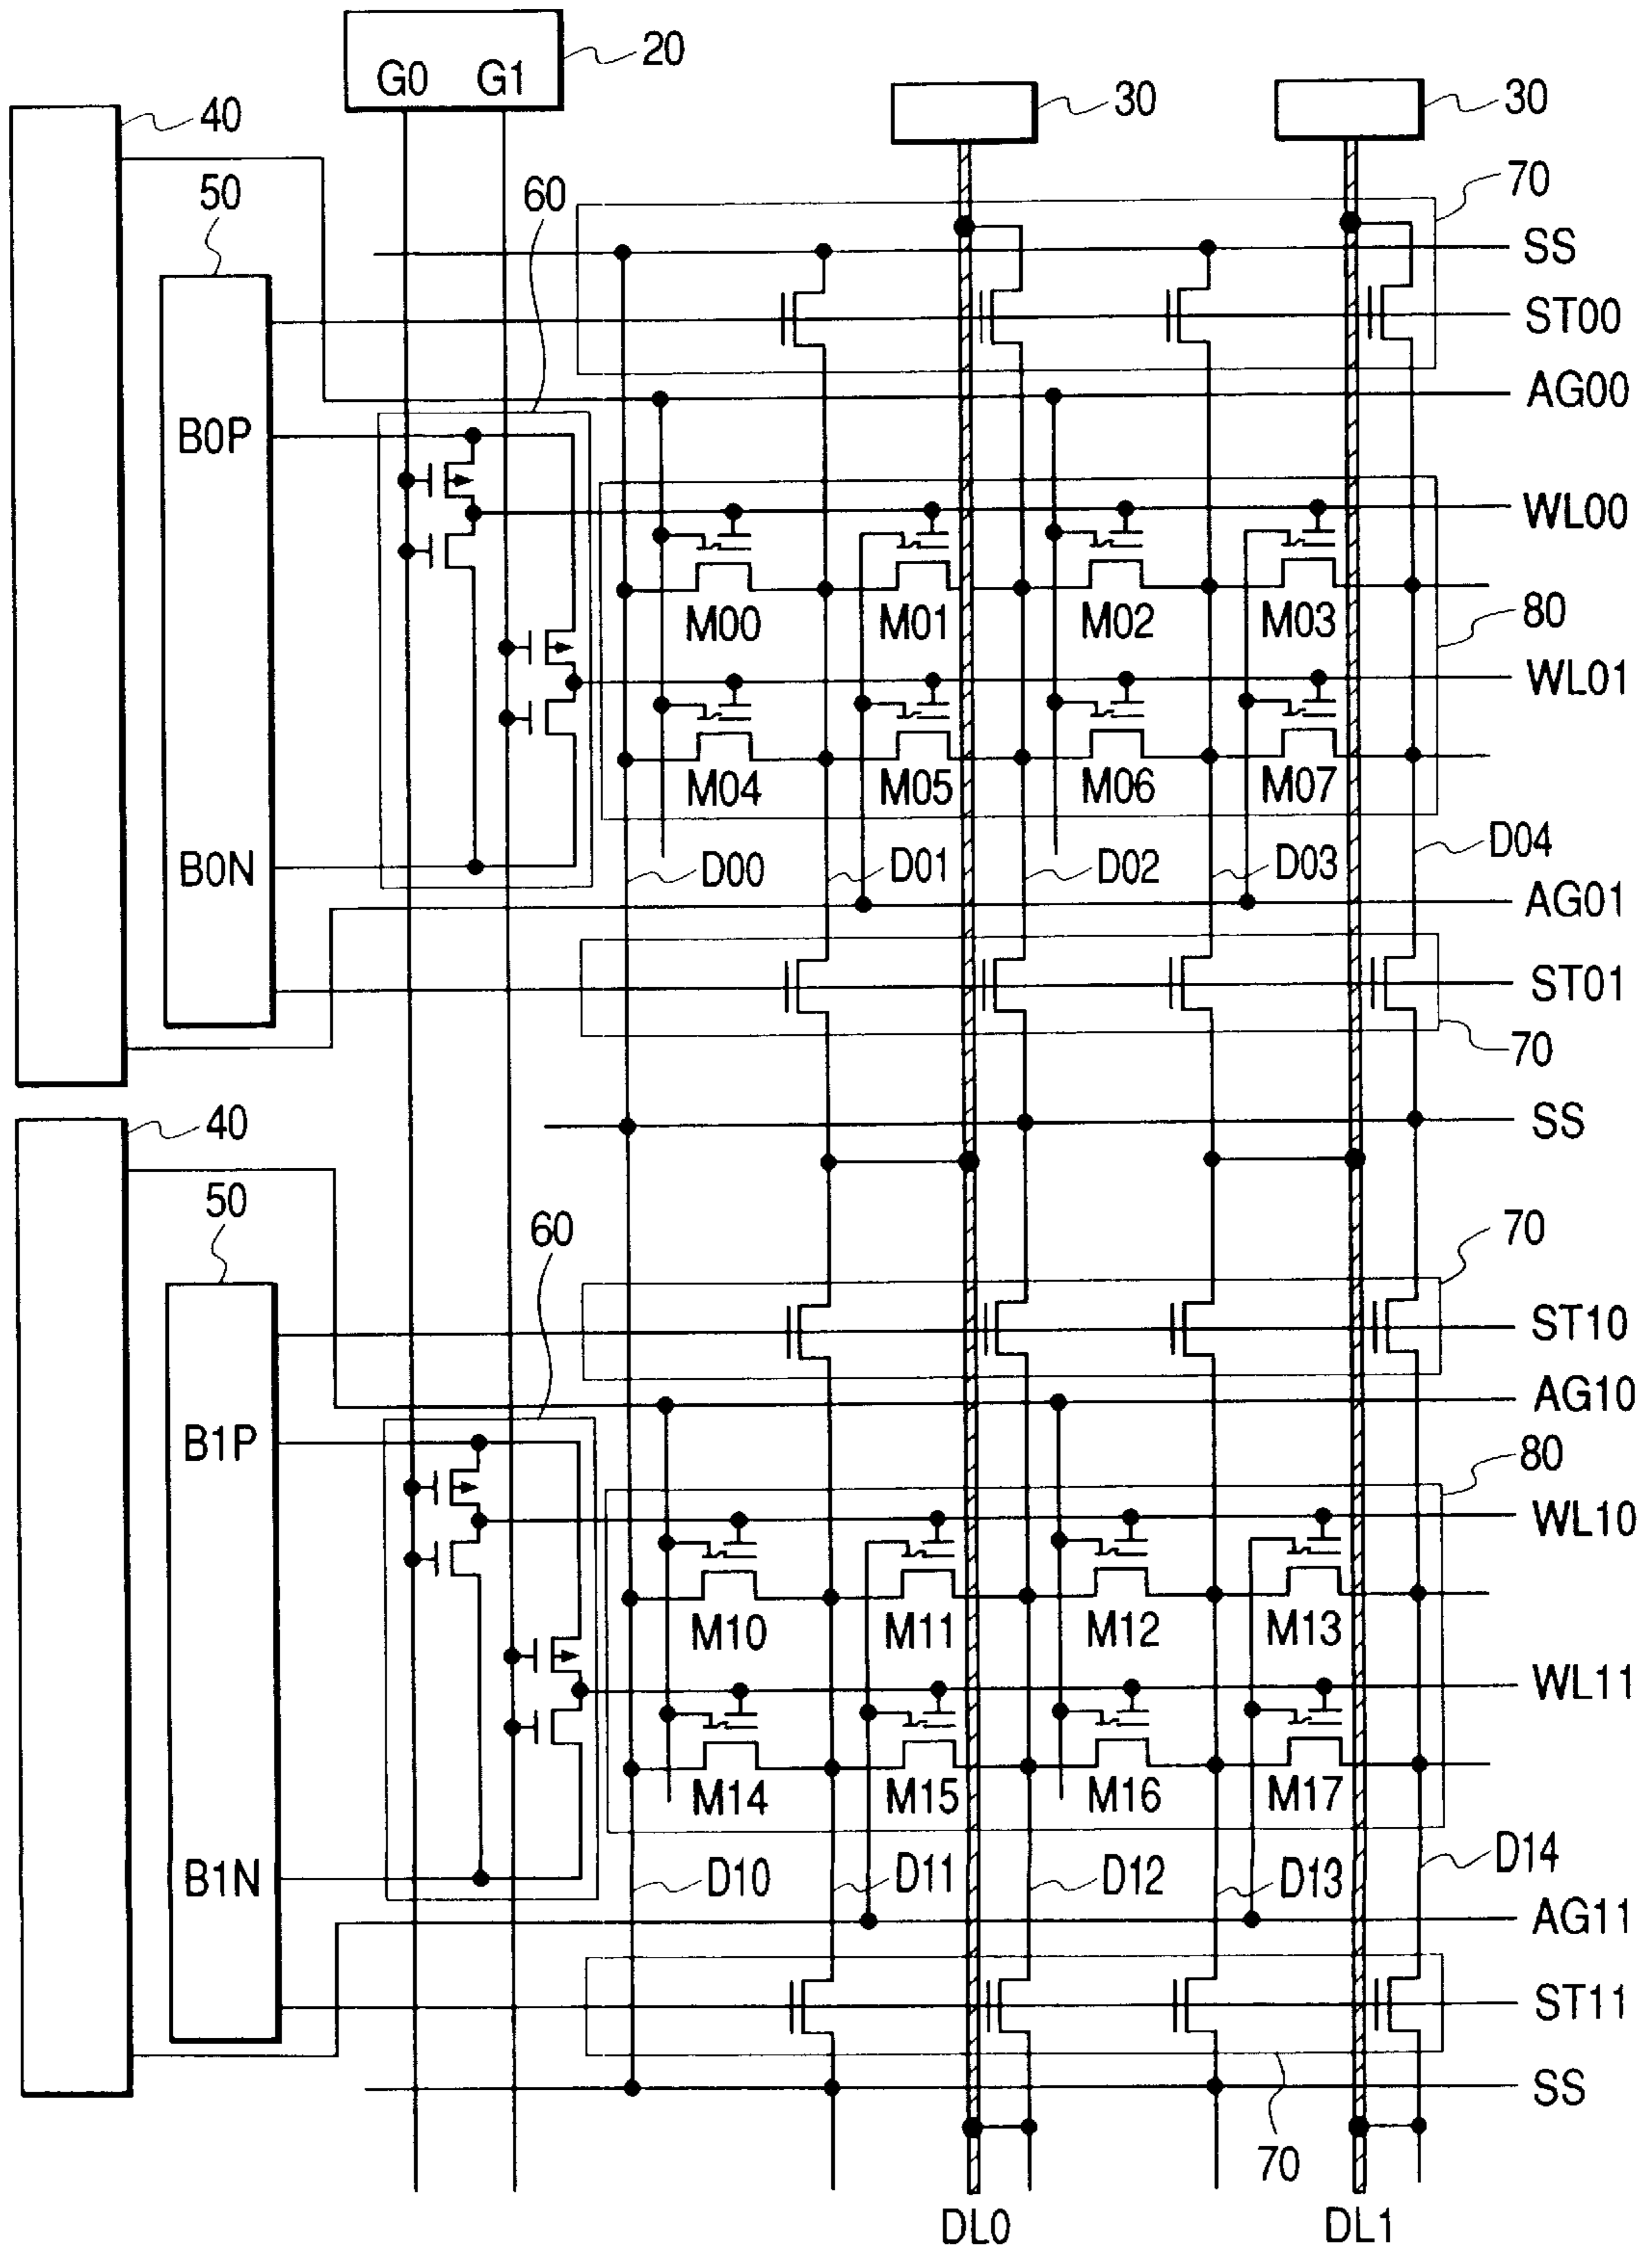 20
G0 G1
30
30
40
50
60
70
SS
ST00
AG00
B0P
WL00
M00 M01 M02 M03
80
WL01
M04 M05 M06 M07
B0N
D00 D01 D02 D03 D04
AG01
ST01
70
SS
40
50
60
70
ST10
AG10
B1P
80
WL10
M10 M11 M12 M13
WL11
M14 M15 M16 M17
B1N
D10 D11 D12 D13 D14
AG11
ST11
SS
70
DL0 DL1